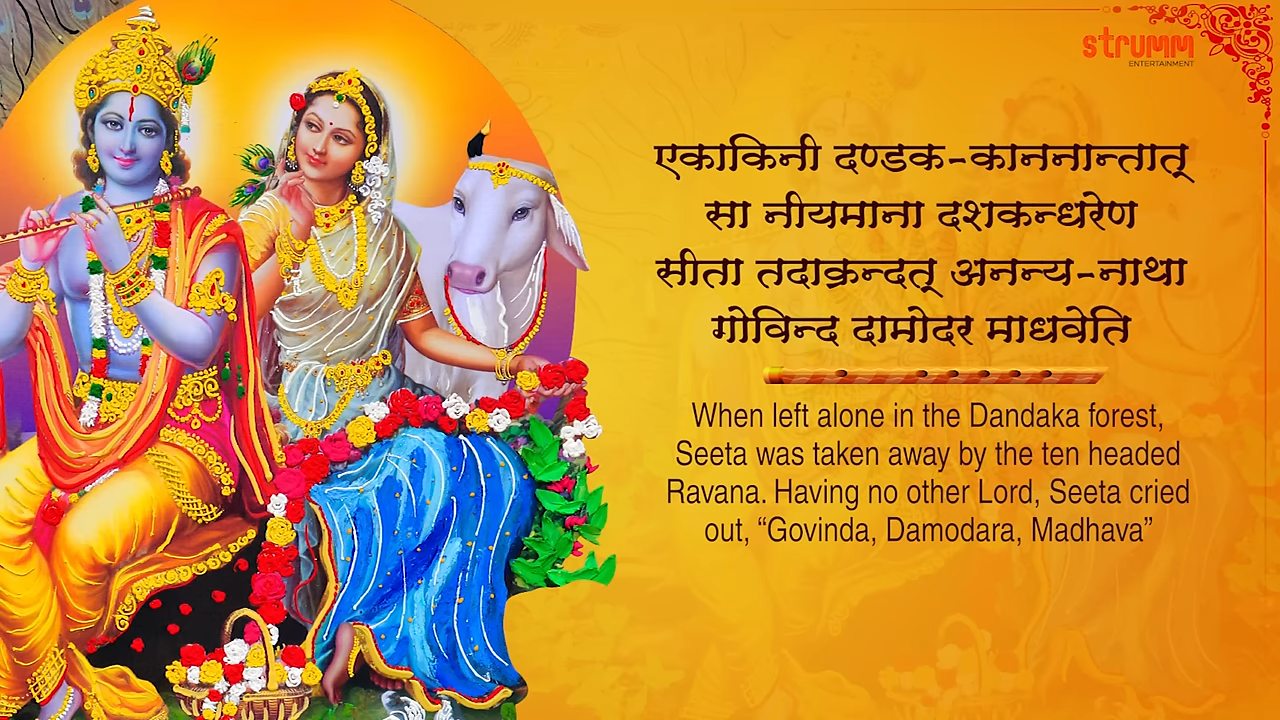 strumm
ENTERTAINMENT
एकाकिनी दण्डक-काननान्तात्
सा नीयमाना दशकन्धरेण
सीता तदाक्रन्दत् अनन्य-नाथा
गोविन्द दामोदर माधवेति
When left alone in the Dandaka forest,
Seeta was taken away by the ten headed
Ravana. Having no other Lord, Seeta cried
out, “Govinda, Damodara, Madhava”